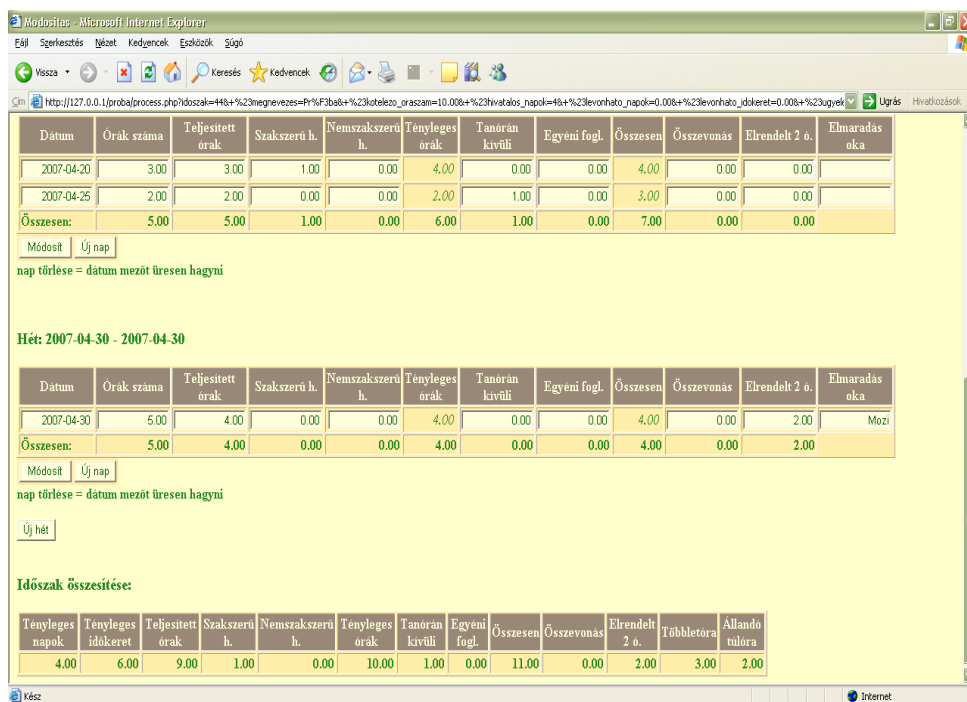 Modositas - Microsoft Internet Explorer
Fájl Szerkesztés Nézet Kedvencek Eszközök Súgó
Vissza Keresés Kedvencek
Cím http://127.0.0.1/proba/process.php?idoszak=44&+%23megnevezes=Pr%F3ba&+%23kotelezo_oraszam=10.00&+%23hivatalos_napok=4&+%23levonhato_napok=0.00&+%23levonhato_idokeret=0.00&+%23ugyek Ugrás Hivatkozások
Dátum Órák száma Teljesített órák Szakszerű h. Nemszakszerű h. Tényleges órák Tanórán kívüli Egyéni fogl. Összesen Összevonás Elrendelt 2 ó. Elmaradás oka
2007-04-20 3.00 3.00 1.00 0.00 4.00 0.00 0.00 4.00 0.00 0.00
2007-04-25 2.00 2.00 0.00 0.00 2.00 1.00 0.00 3.00 0.00 0.00
Összesen: 5.00 5.00 1.00 0.00 6.00 1.00 0.00 7.00 0.00 0.00
Módosít Új nap
nap törlése = dátum mezőt üresen hagyni
Hét: 2007-04-30 - 2007-04-30
Dátum Órák száma Teljesített órák Szakszerű h. Nemszakszerű h. Tényleges órák Tanórán kívüli Egyéni fogl. Összesen Összevonás Elrendelt 2 ó. Elmaradás oka
2007-04-30 5.00 4.00 0.00 0.00 4.00 0.00 0.00 4.00 0.00 2.00 Mozi
Összesen: 5.00 4.00 0.00 0.00 4.00 0.00 0.00 4.00 0.00 2.00
Módosít Új nap
nap törlése = dátum mezőt üresen hagyni
Új hét
Időszak összesítése:
Tényleges napok Tényleges időkeret Teljesített órák Szakszerű h. Nemszakszerű h. Tényleges órák Tanórán kívüli Egyéni fogl. Összesen Összevonás Elrendelt 2 ó. Többletóra Állandó túlóra
4.00 6.00 9.00 1.00 0.00 10.00 1.00 0.00 11.00 0.00 2.00 3.00 2.00
Kész Internet